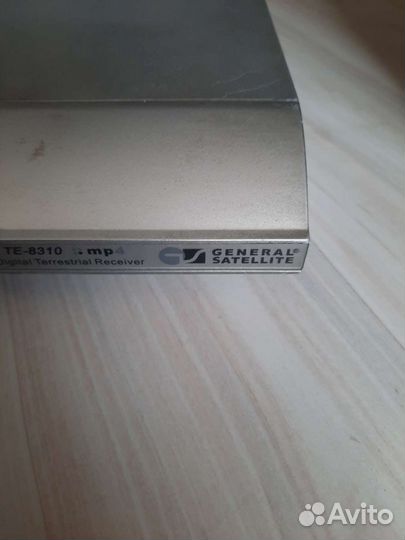 TE-8310 mp4
Digital Terrestrial Receiver
GENERAL®
SATELLITE
Avito